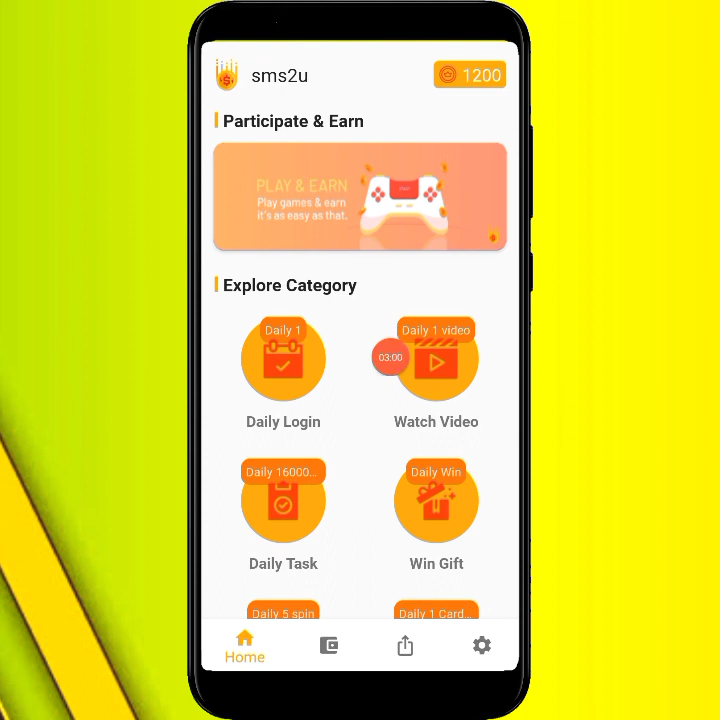 sms2u
1200
Participate & Earn
PLAY & EARN
Play games & earn
it's as easy as that.
Explore Category
Daily 1
Daily 1 video
03:00
Daily Login
Watch Video
Daily 16000...
Daily Win
Daily Task
Win Gift
Daily 5 spin
Daily 1 Card...
Home